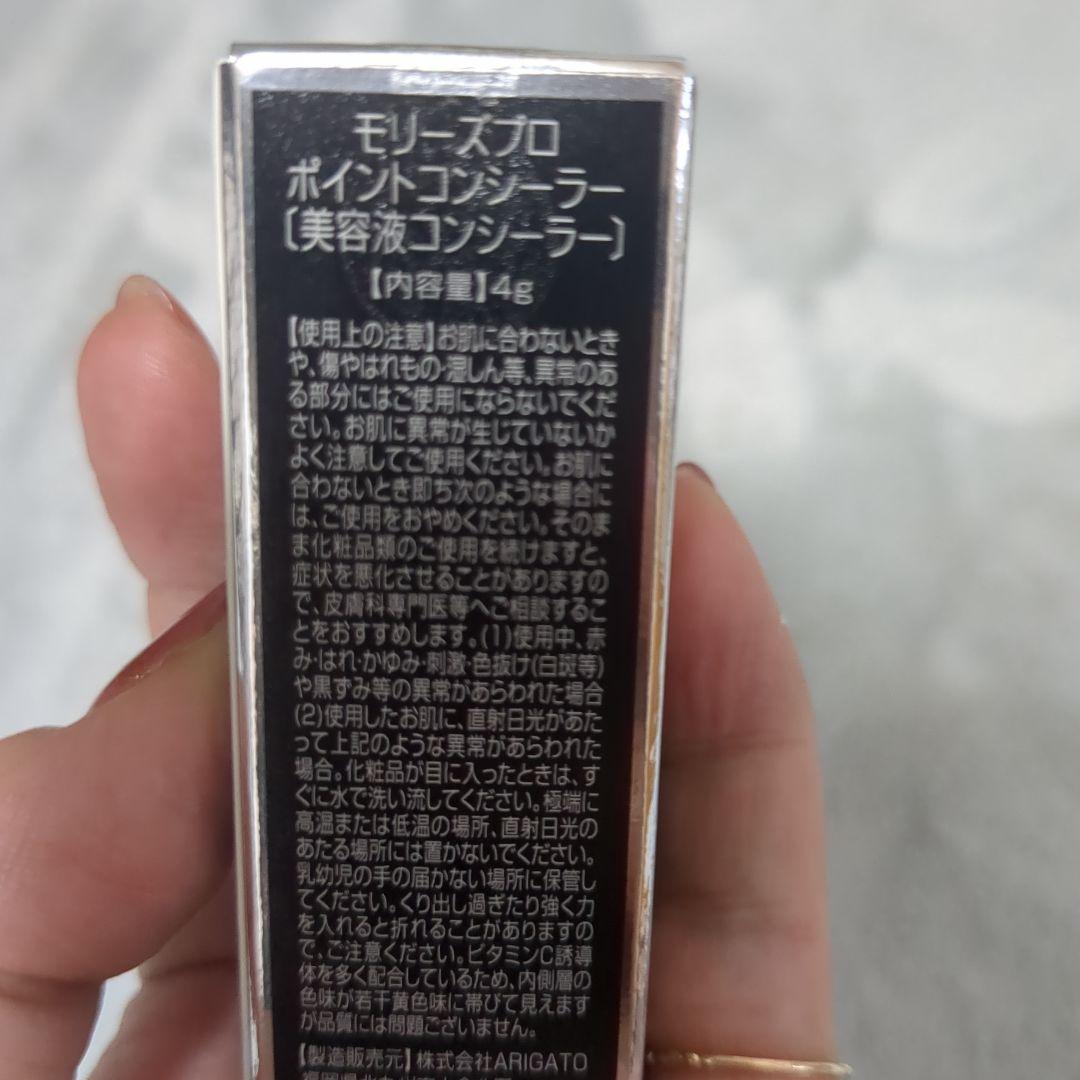 モリーズプロ
ポイントコンシーラー
〔美容液コンシーラー〕
【内容量】4g
【使用上の注意】お肌に合わないとき
や、傷やはれもの・湿しん等、異常のあ
る部分にはご使用にならないでくだ
さい。お肌に異常が生じていないか
よく注意してご使用ください。お肌に
合わないとき即ち次のような場合に
は、ご使用をおやめください。そのま
ま化粧品類のご使用を続けますと、
症状を悪化させることがありますの
で、皮膚科専門医等へご相談するこ
とをおすすめします。(1)使用中、赤
み・はれ・かゆみ・刺激・色抜け(白斑等)
や黒ずみ等の異常があらわれた場合
(2)使用したお肌に、直射日光があた
って上記のような異常があらわれた
場合。化粧品が目に入ったときは、す
ぐに水で洗い流してください。極端に
高温または低温の場所、直射日光の
あたる場所には置かないでください。
乳幼児の手の届かない場所に保管し
てください。くり出し過ぎたり強く力
を入れると折れることがありますの
で、ご注意ください。ビタミンC誘導
体を多く配合しているため、内側層の
色味が若干黄色味に帯びて見えます
が品質には問題ございません。
【製造販売元】株式会社ARIGATO